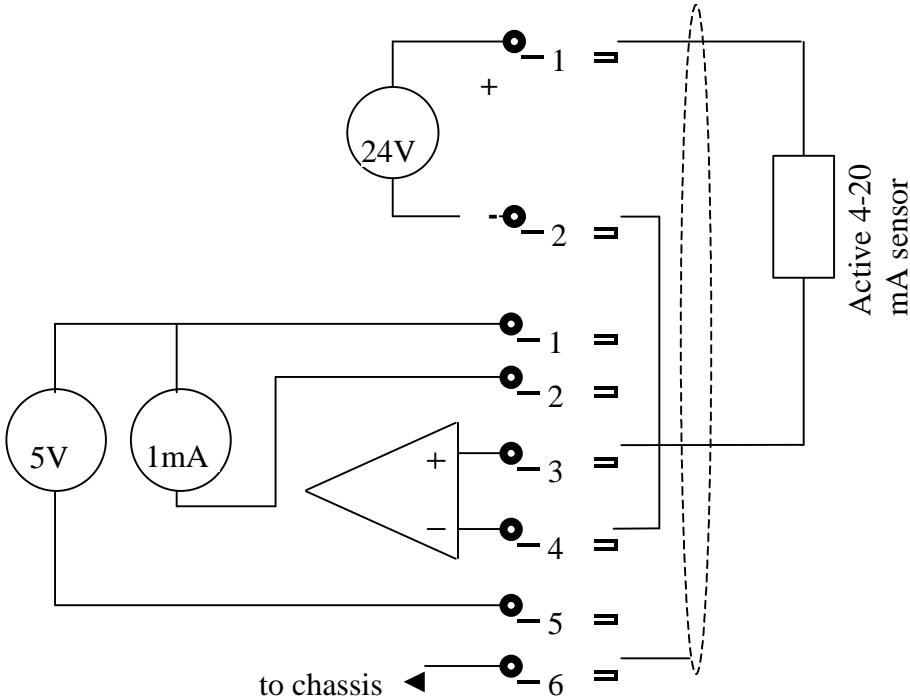 1
+
24V
- 2
1
2
5V
1mA
+ 3
− 4
5
6
to chassis
Active 4-20
mA sensor